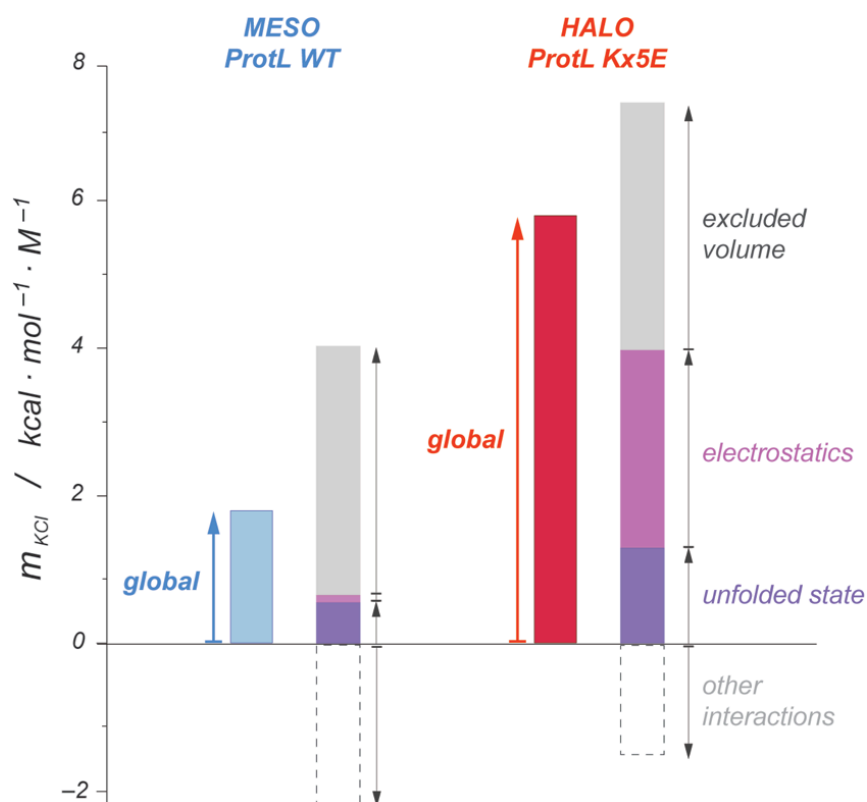 MESO
ProtL WT
HALO
ProtL Kx5E
8
6
4
2
0
–2
m KCl / kcal · mol⁻¹ · M⁻¹
global
global
excluded
volume
electrostatics
unfolded state
other
interactions